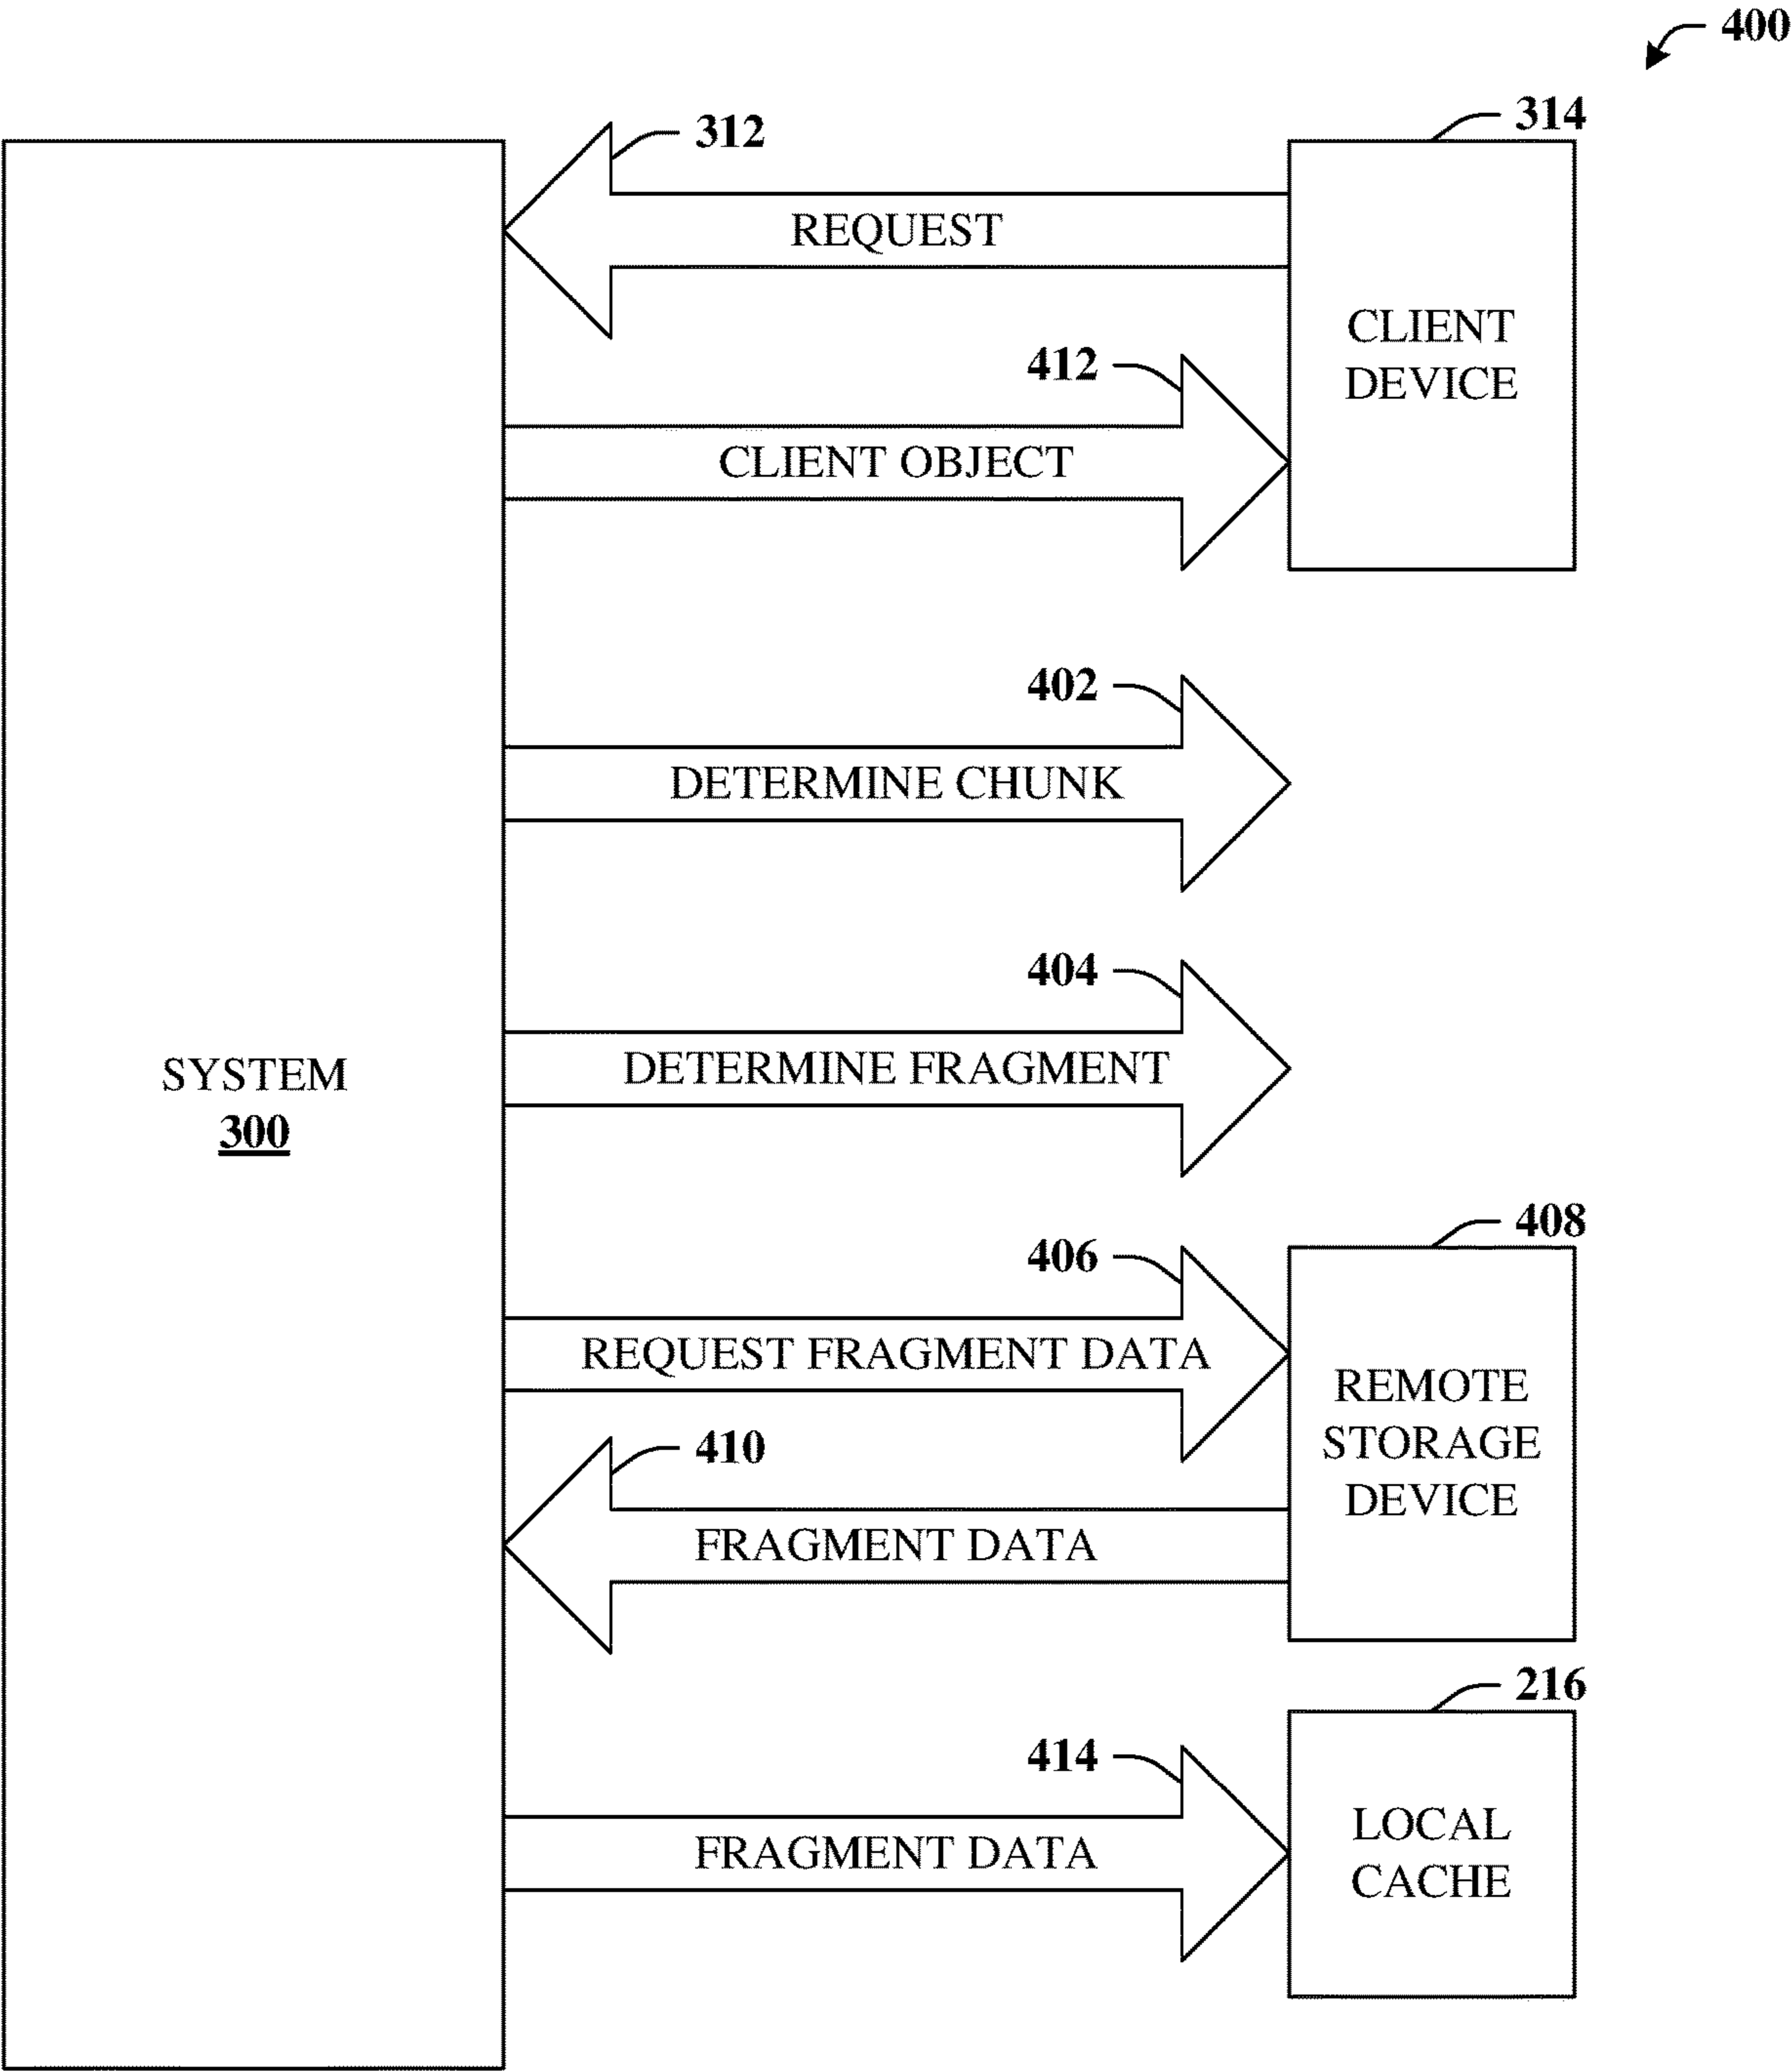 400
314
312
REQUEST
CLIENT
DEVICE
412
CLIENT OBJECT
402
DETERMINE CHUNK
404
DETERMINE FRAGMENT
SYSTEM
300
408
406
REQUEST FRAGMENT DATA
REMOTE
STORAGE
DEVICE
410
FRAGMENT DATA
216
414
LOCAL
CACHE
FRAGMENT DATA